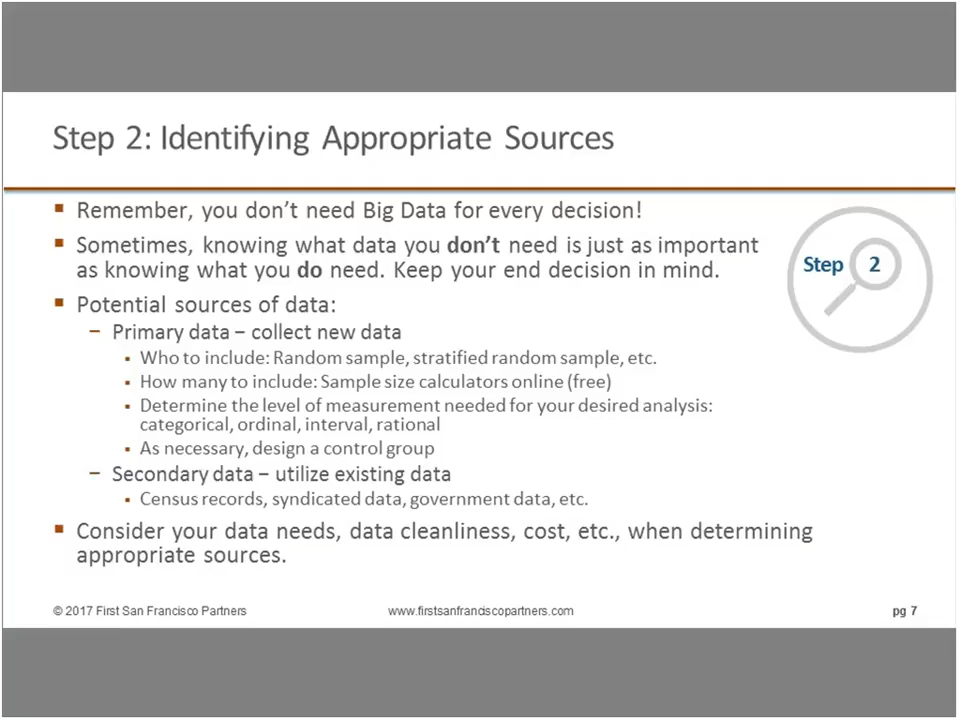 Step 2: Identifying Appropriate Sources
▪ Remember, you don't need Big Data for every decision!
▪ Sometimes, knowing what data you don't need is just as important
as knowing what you do need. Keep your end decision in mind.
Step 2
▪ Potential sources of data:
– Primary data – collect new data
▪ Who to include: Random sample, stratified random sample, etc.
▪ How many to include: Sample size calculators online (free)
▪ Determine the level of measurement needed for your desired analysis:
categorical, ordinal, interval, rational
▪ As necessary, design a control group
– Secondary data – utilize existing data
▪ Census records, syndicated data, government data, etc.
▪ Consider your data needs, data cleanliness, cost, etc., when determining
appropriate sources.
© 2017 First San Francisco Partners www.firstsanfranciscopartners.com pg 7